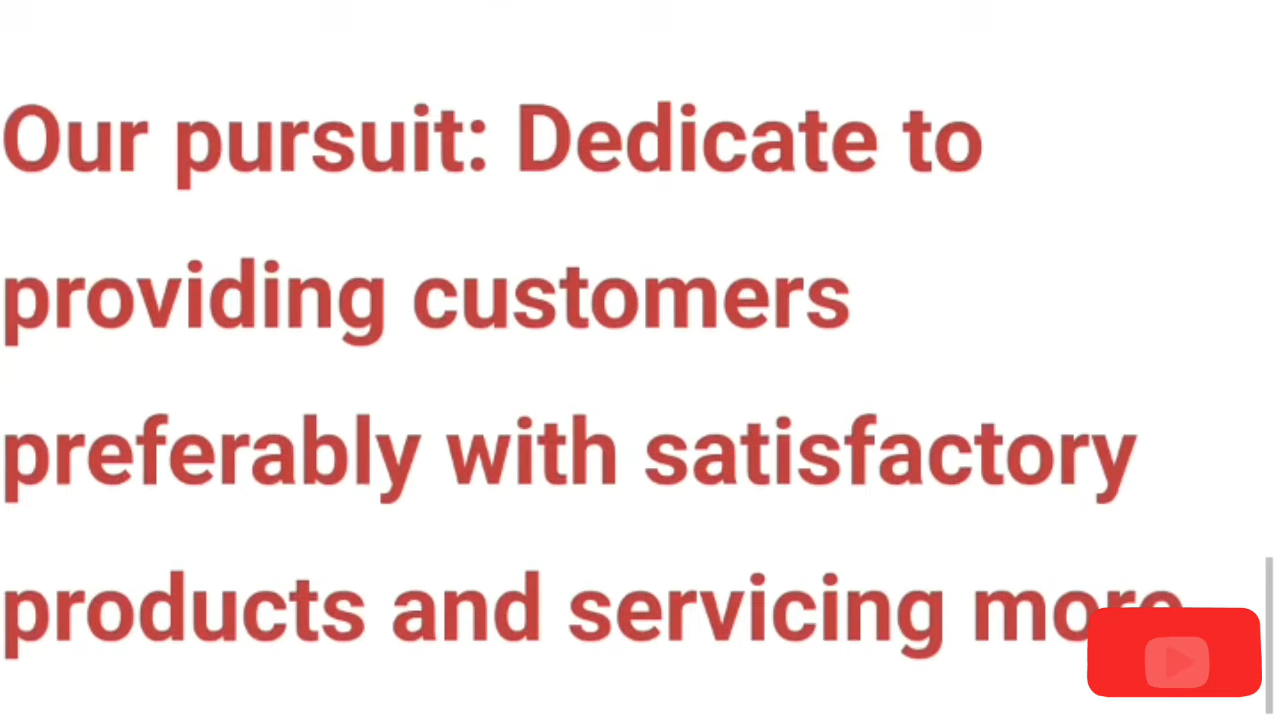 Our pursuit: Dedicate to
providing customers
preferably with satisfactory
products and servicing more